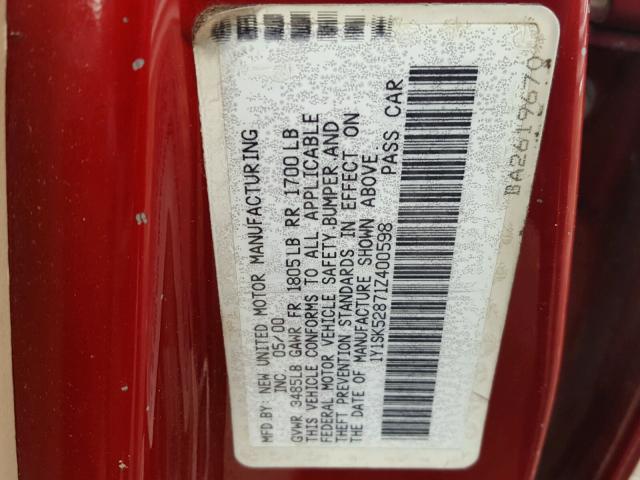 MFD.BY: NEW UNITED MOTOR MANUFACTURING
INC. 05/00
GVWR 3485LB GAWR FR 1805LB RR 1700LB
THIS VEHICLE CONFORMS TO ALL APPLICABLE
FEDERAL MOTOR VEHICLE SAFETY,BUMPER,AND
THEFT PREVENTION STANDARDS IN EFFECT ON
THE DATE OF MANUFACTURE SHOWN ABOVE
1Y1SK52871Z400598 PASS CAR
BA2619670